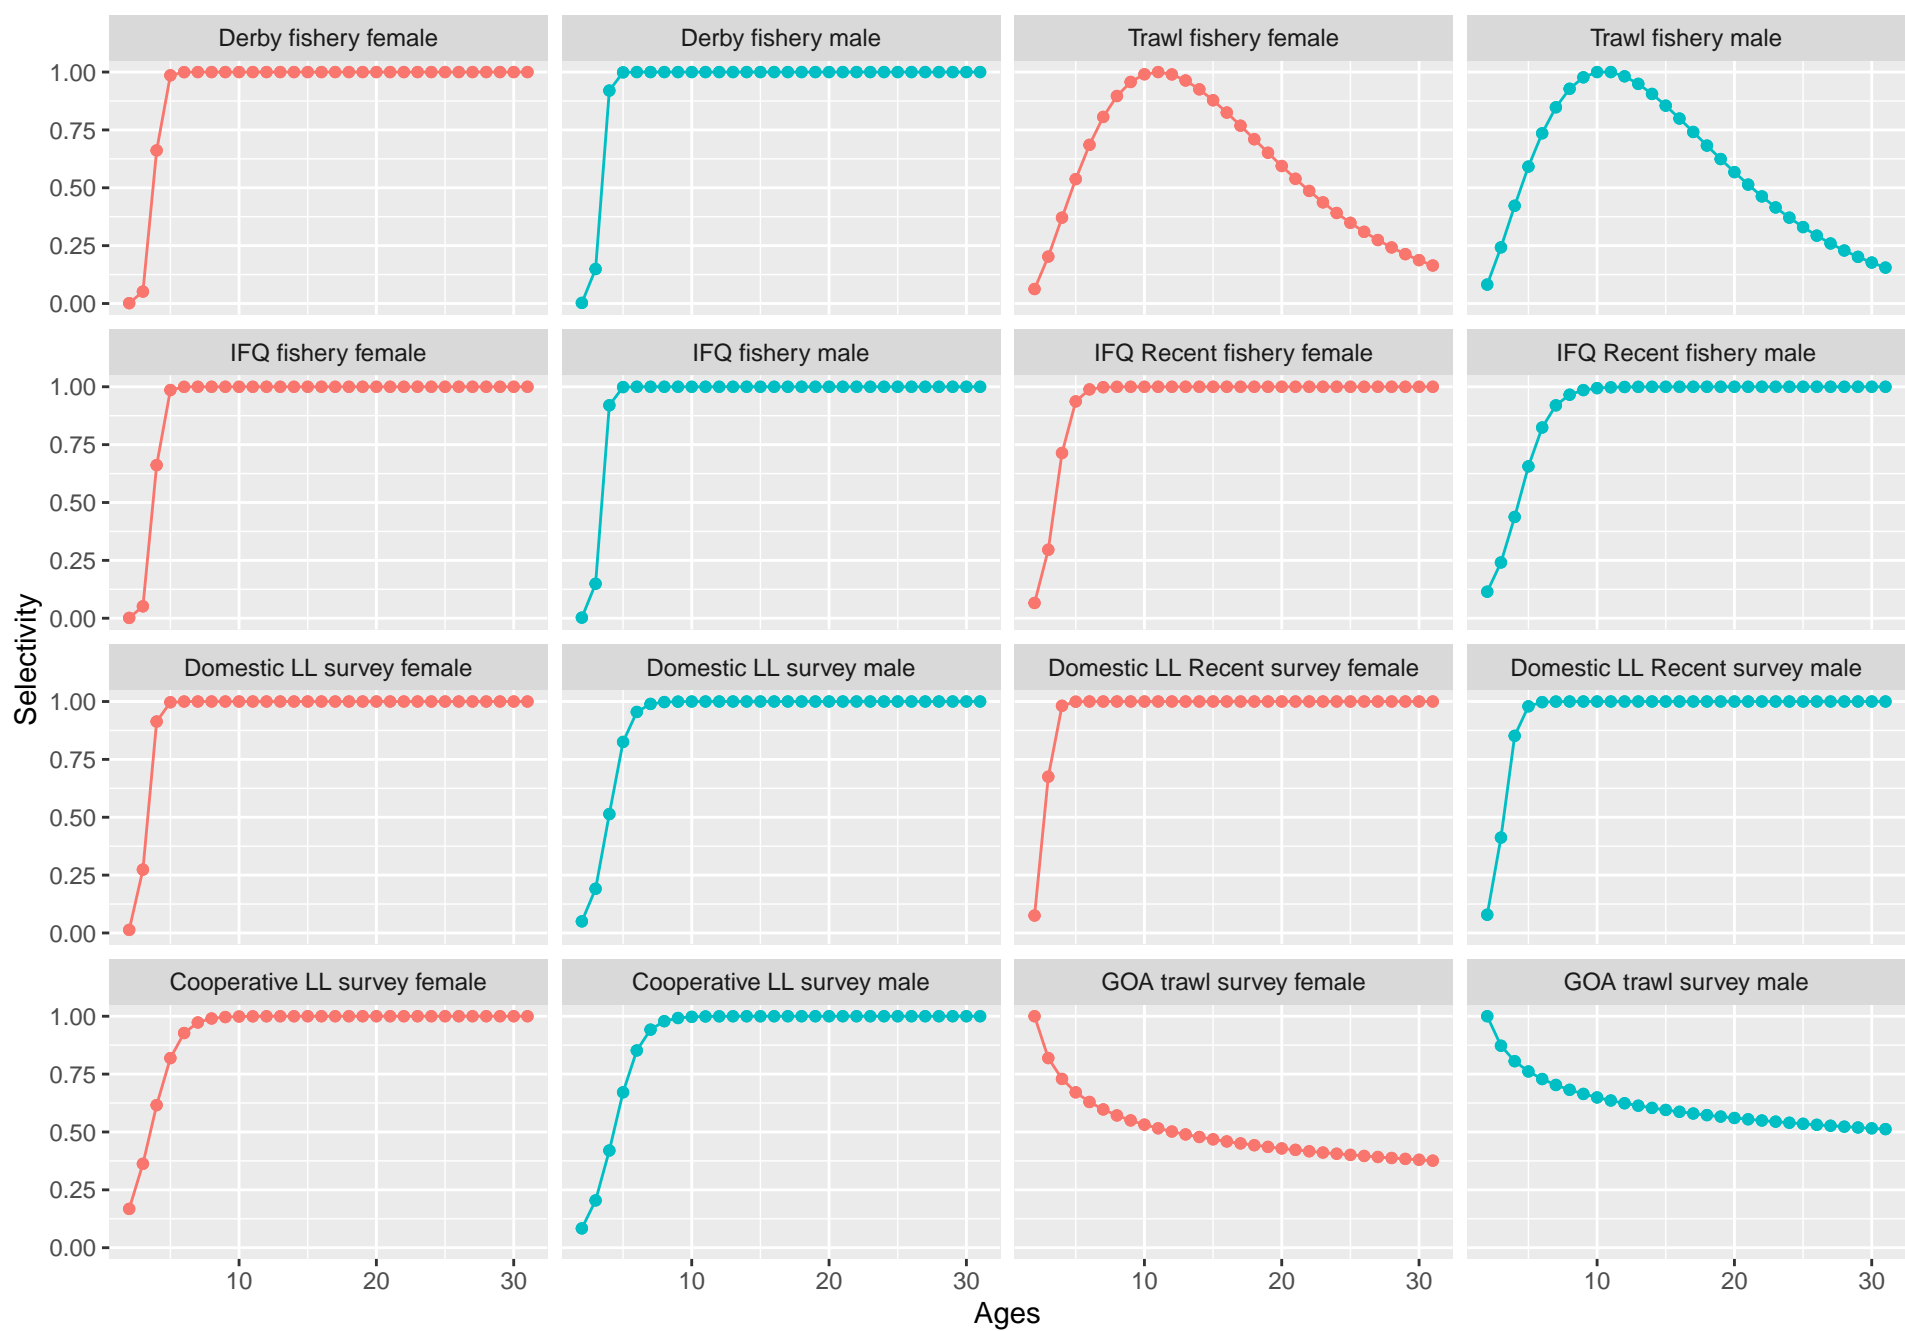 Derby fishery female
Derby fishery male
Trawl fishery female
Trawl fishery male
1.00
0.75
0.50
0.25
0.00
IFQ fishery female
IFQ fishery male
IFQ Recent fishery female
IFQ Recent fishery male
1.00
0.75
0.50
0.25
0.00
Selectivity
Domestic LL survey female
Domestic LL survey male
Domestic LL Recent survey female
Domestic LL Recent survey male
1.00
0.75
0.50
0.25
0.00
Cooperative LL survey female
Cooperative LL survey male
GOA trawl survey female
GOA trawl survey male
1.00
0.75
0.50
0.25
0.00
10 20 30
10 20 30
10 20 30
10 20 30
Ages